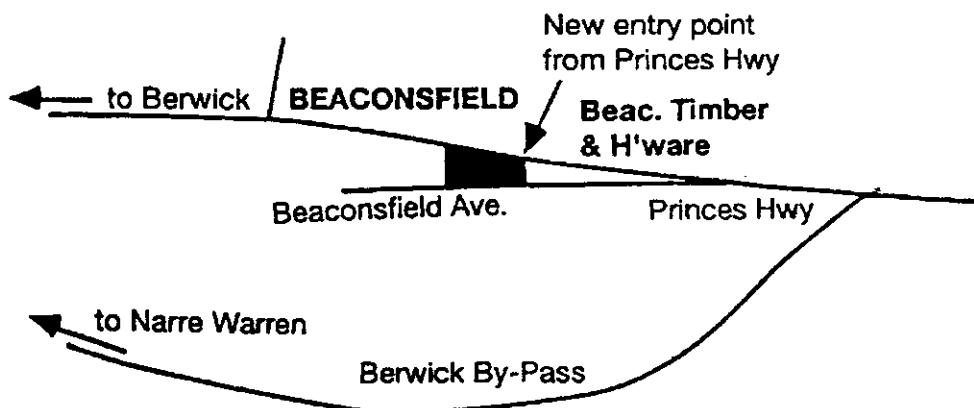 New entry point
from Princes Hwy
to Berwick
BEACONSFIELD
Beac. Timber
& H'ware
Beaconsfield Ave.
Princes Hwy
to Narre Warren
Berwick By-Pass